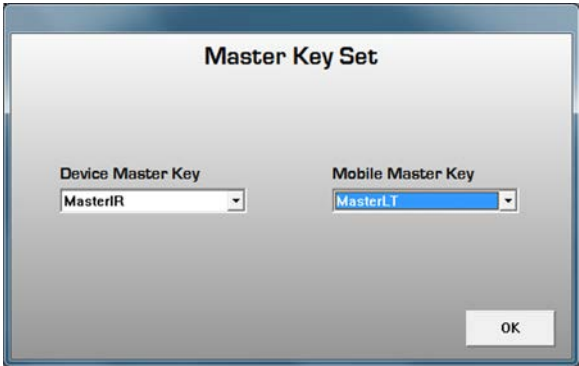 Master Key Set
Device Master Key
Mobile Master Key
MasterIR
MasterLT
OK